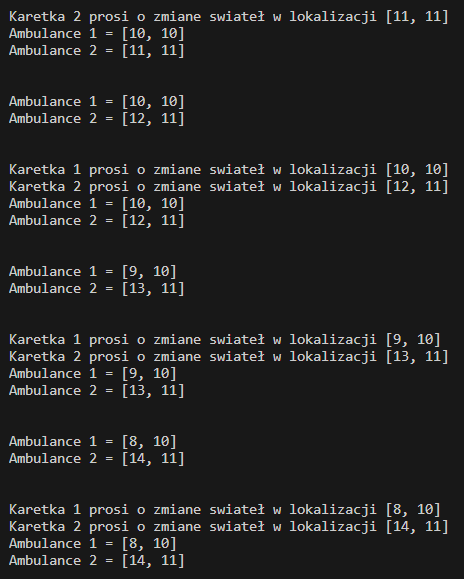 Karetka 2 prosi o zmiane swiateł w lokalizacji [11, 11]
Ambulance 1 = [10, 10]
Ambulance 2 = [11, 11]
Ambulance 1 = [10, 10]
Ambulance 2 = [12, 11]
Karetka 1 prosi o zmiane swiateł w lokalizacji [10, 10]
Karetka 2 prosi o zmiane swiateł w lokalizacji [12, 11]
Ambulance 1 = [10, 10]
Ambulance 2 = [12, 11]
Ambulance 1 = [9, 10]
Ambulance 2 = [13, 11]
Karetka 1 prosi o zmiane swiateł w lokalizacji [9, 10]
Karetka 2 prosi o zmiane swiateł w lokalizacji [13, 11]
Ambulance 1 = [9, 10]
Ambulance 2 = [13, 11]
Ambulance 1 = [8, 10]
Ambulance 2 = [14, 11]
Karetka 1 prosi o zmiane swiateł w lokalizacji [8, 10]
Karetka 2 prosi o zmiane swiateł w lokalizacji [14, 11]
Ambulance 1 = [8, 10]
Ambulance 2 = [14, 11]